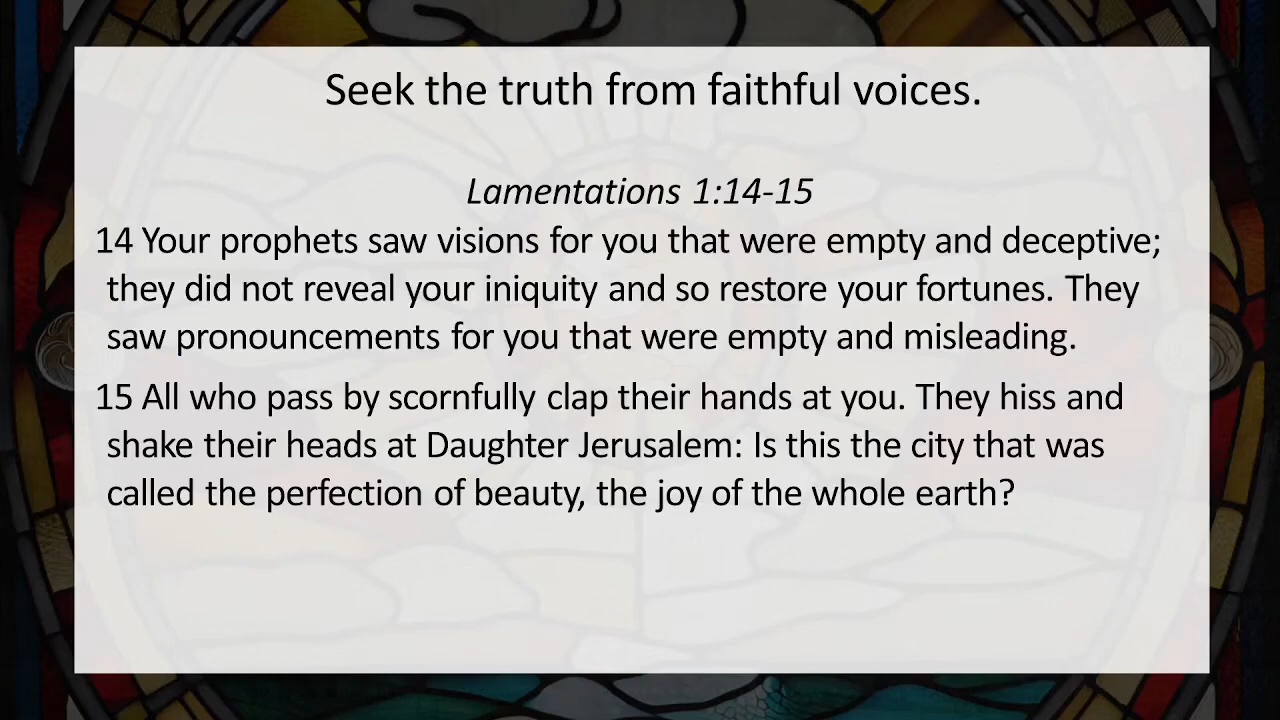 Seek the truth from faithful voices.
Lamentations 1:14-15
14 Your prophets saw visions for you that were empty and deceptive;
they did not reveal your iniquity and so restore your fortunes. They
saw pronouncements for you that were empty and misleading.
15 All who pass by scornfully clap their hands at you. They hiss and
shake their heads at Daughter Jerusalem: Is this the city that was
called the perfection of beauty, the joy of the whole earth?